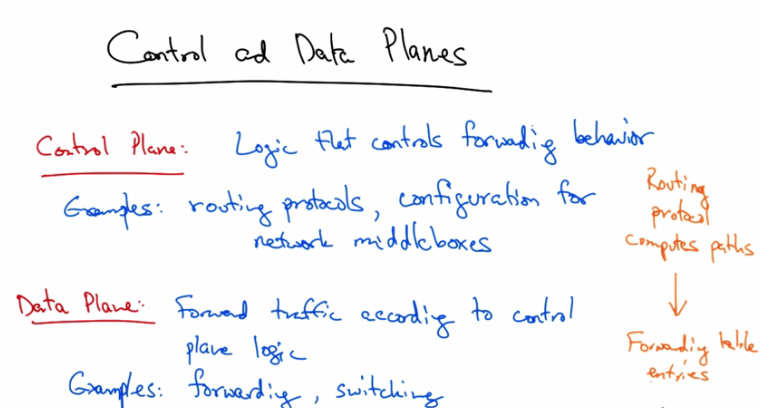 Control ad Data Planes
Control Plane: Logic that controls forwarding behavior
Examples: routing protocols, configuration for
network middleboxes
Routing
protocol
computes paths
Forwarding table
entries
Data Plane: Forward traffic according to control
plane logic
Examples: forwarding, switching